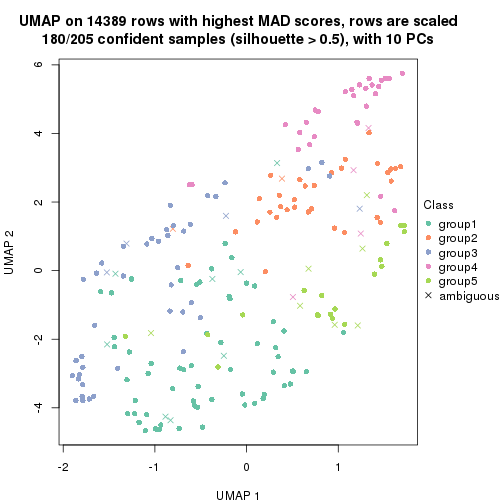 UMAP on 14389 rows with highest MAD scores, rows are scaled
180/205 confident samples (silhouette > 0.5), with 10 PCs
6
4
2
0
-2
-4
UMAP 2
-2
-1
0
1
UMAP 1
Class
group1
group2
group3
group4
group5
ambiguous